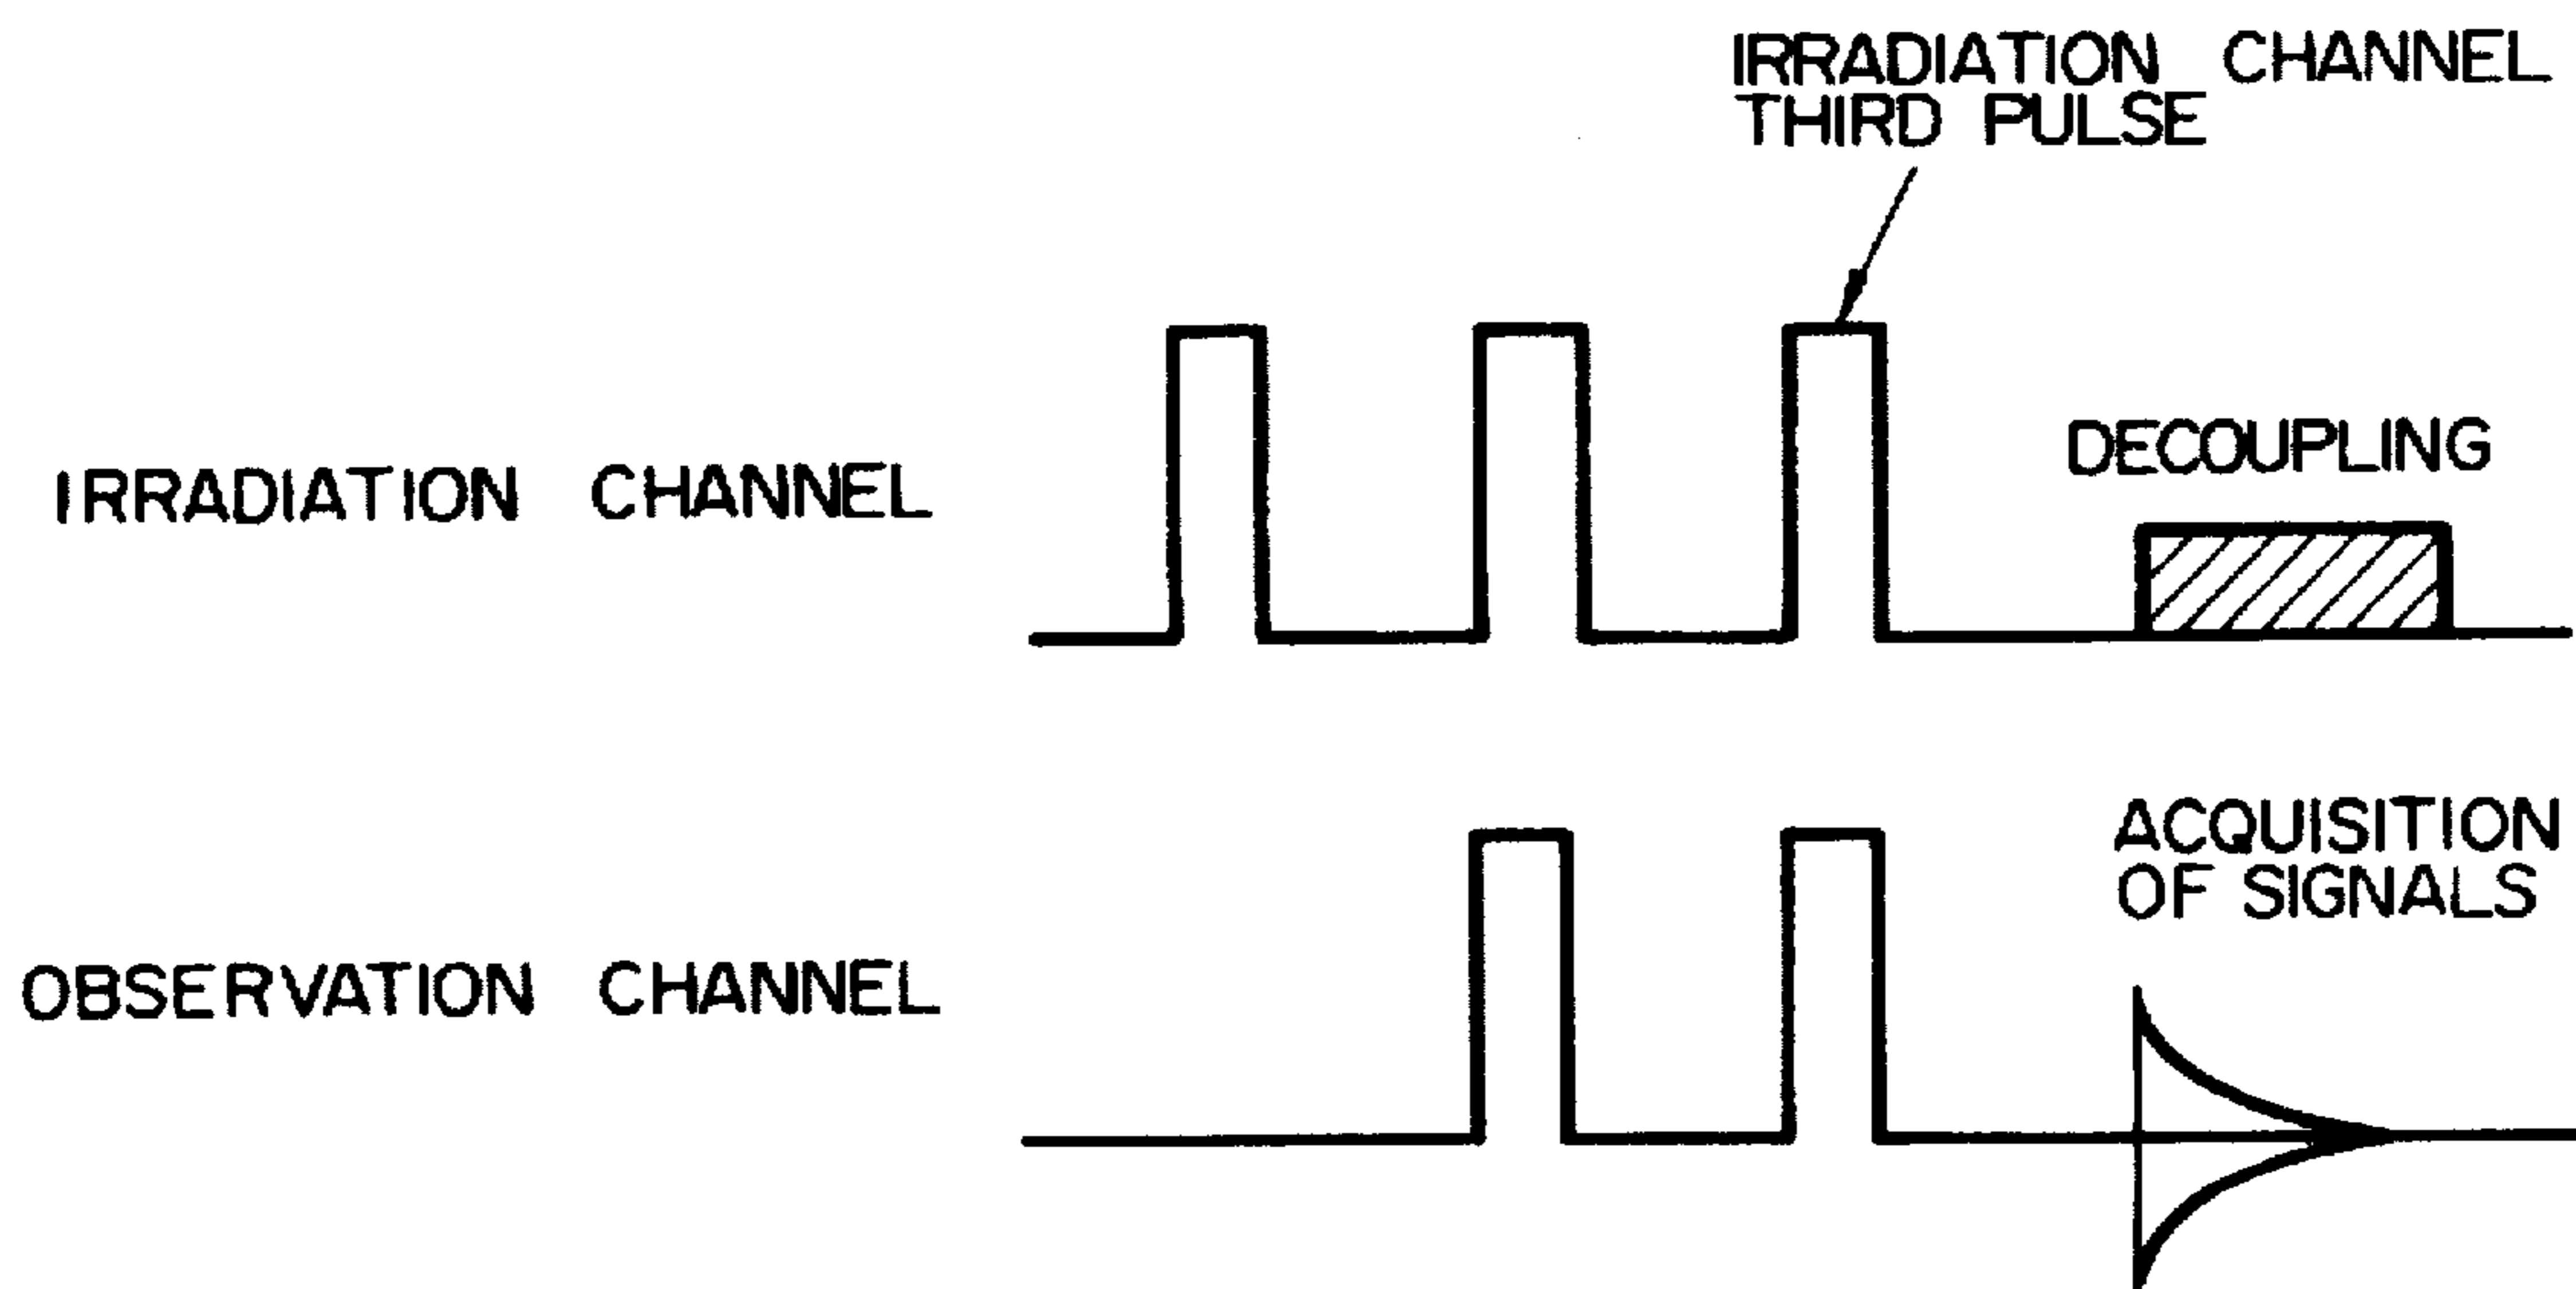 IRRADIATION CHANNEL
THIRD PULSE
DECOUPLING
IRRADIATION CHANNEL
ACQUISITION
OF SIGNALS
OBSERVATION CHANNEL